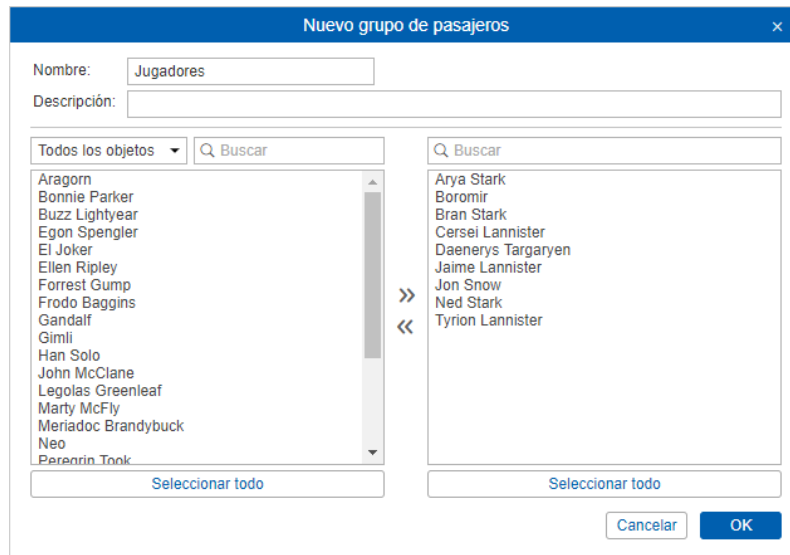 Nuevo grupo de pasajeros ×
Nombre: Jugadores
Descripción:
Todos los objetos Buscar
Aragorn
Bonnie Parker
Buzz Lightyear
Egon Spengler
El Joker
Ellen Ripley
Forrest Gump
Frodo Baggins
Gandalf
Gimli
Han Solo
John McClane
Legolas Greenleaf
Marty McFly
Meriadoc Brandybuck
Neo
Peregrin Took
Seleccionar todo
»
«
Buscar
Arya Stark
Boromir
Bran Stark
Cersei Lannister
Daenerys Targaryen
Jaime Lannister
Jon Snow
Ned Stark
Tyrion Lannister
Seleccionar todo
Cancelar OK